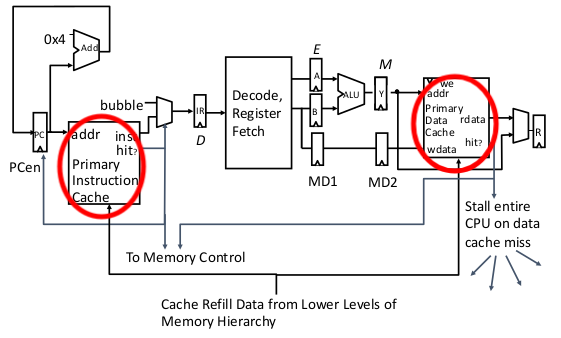 0x4
Add
E
M
bubble
PC
addr
inst
hit?
Primary
Instruction
Cache
PCen
IR
D
Decode,
Register
Fetch
A
B
ALU
Y
MD1
MD2
we
addr
Primary
Data
Cache
rdata
hit?
wdata
R
Stall entire
CPU on data
cache miss
To Memory Control
Cache Refill Data from Lower Levels of
Memory Hierarchy